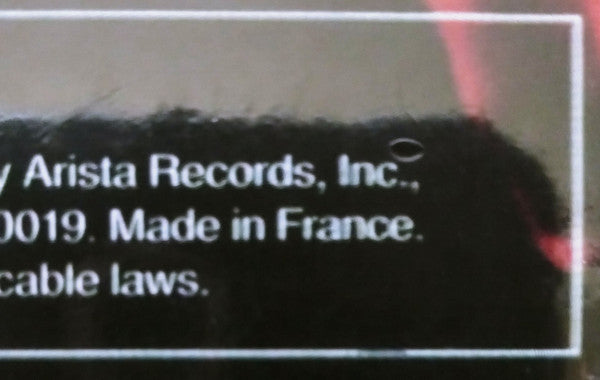 y Arista Records, Inc.,
0019. Made in France.
cable laws.